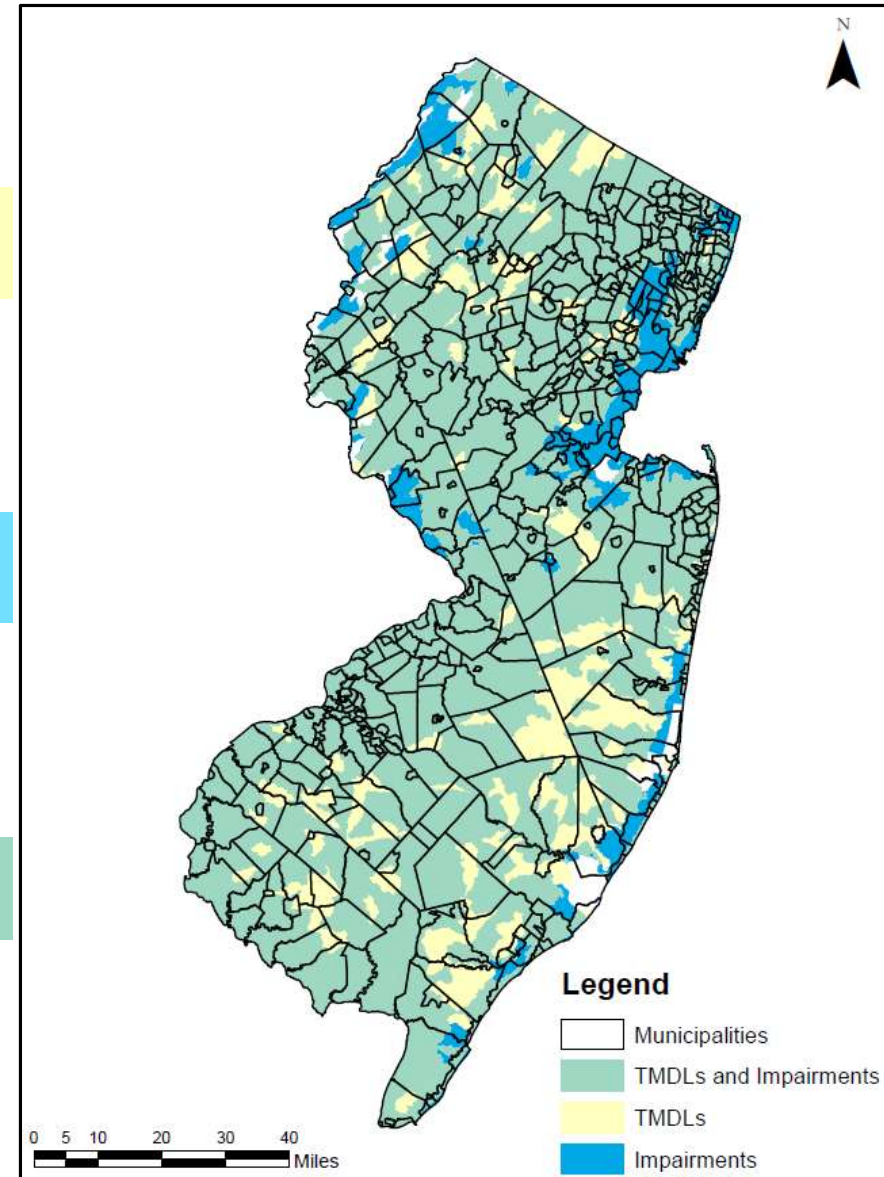 N
Legend
Municipalities
TMDLs and Impairments
TMDLs
Impairments
0 5 10 20 30 40
Miles